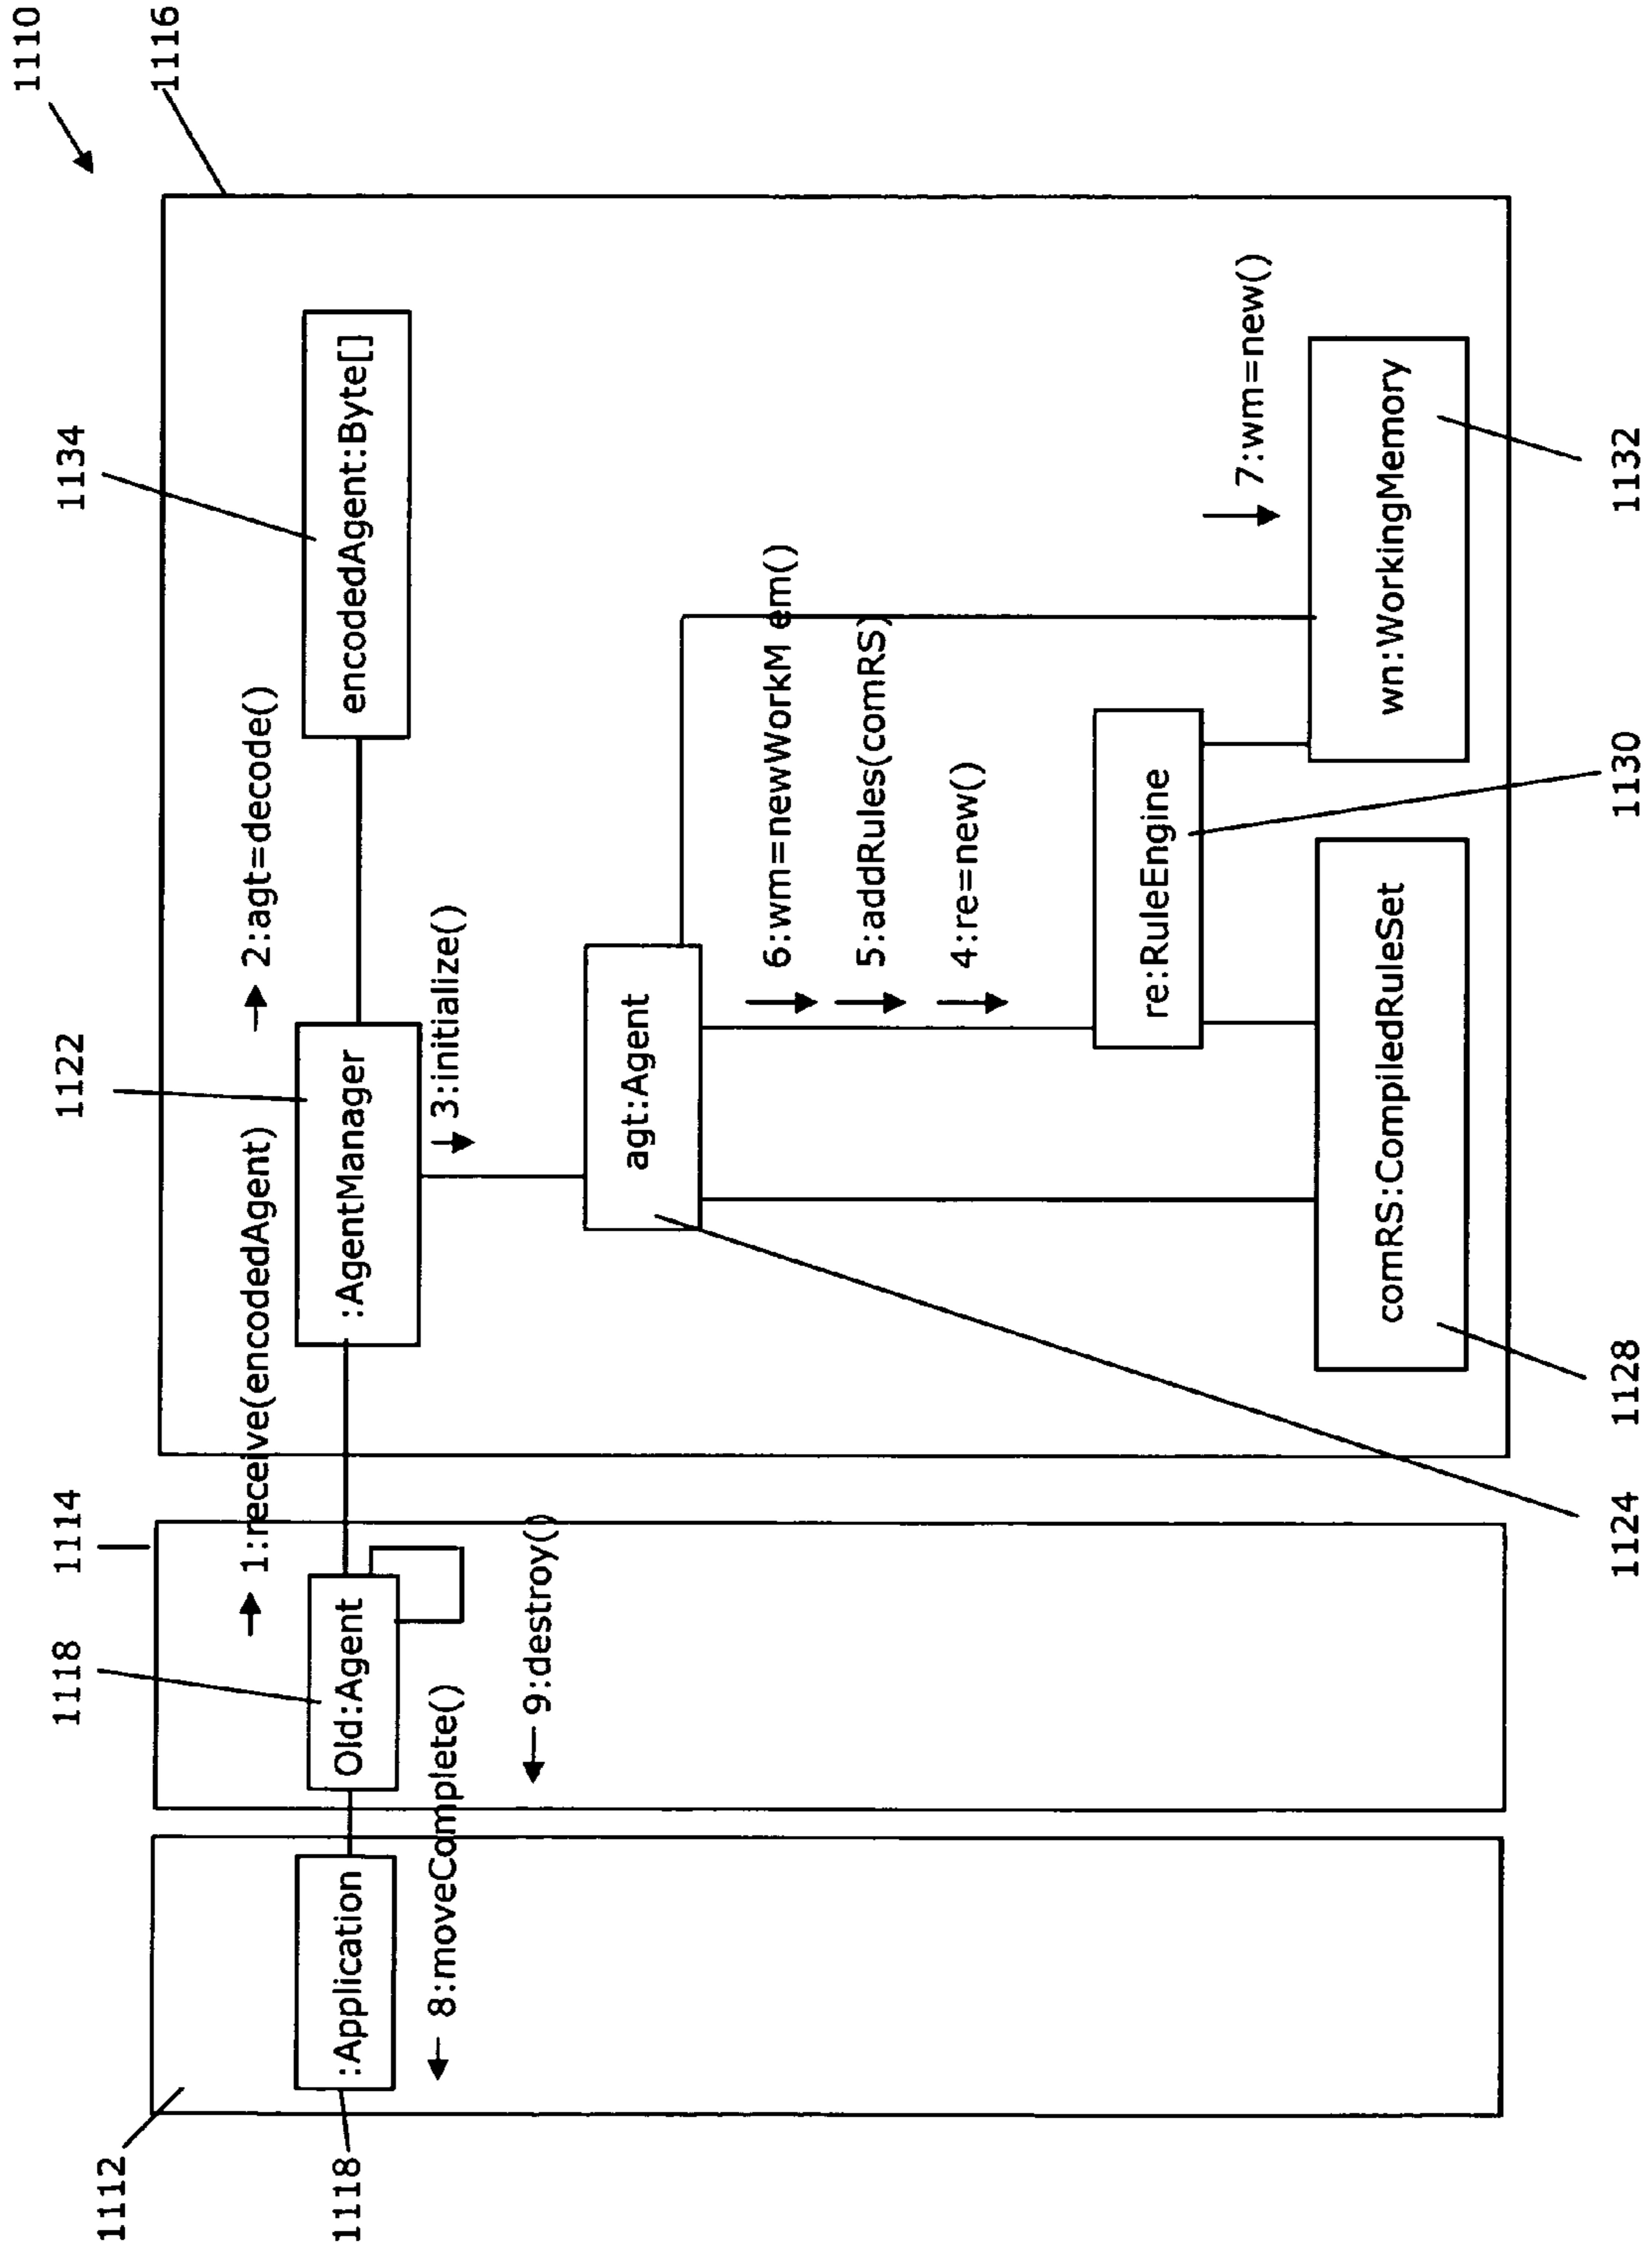 1110
1116
1134
encodedAgent:Byte[]
2:agt=decode()
1122
:AgentManager
1:receive(encodedAgent)
3:initialize()
agt:Agent
6:wm=newWorkM em()
5:addRules(comRS)
4:re=new()
re:RuleEngine
7:wm=new()
wn:WorkingMemory
1132
1130
comRS:CompiledRuleSet
1128
1124
1114
1118
Old:Agent
9:destroy()
8:moveComplete()
:Application
1112
1118